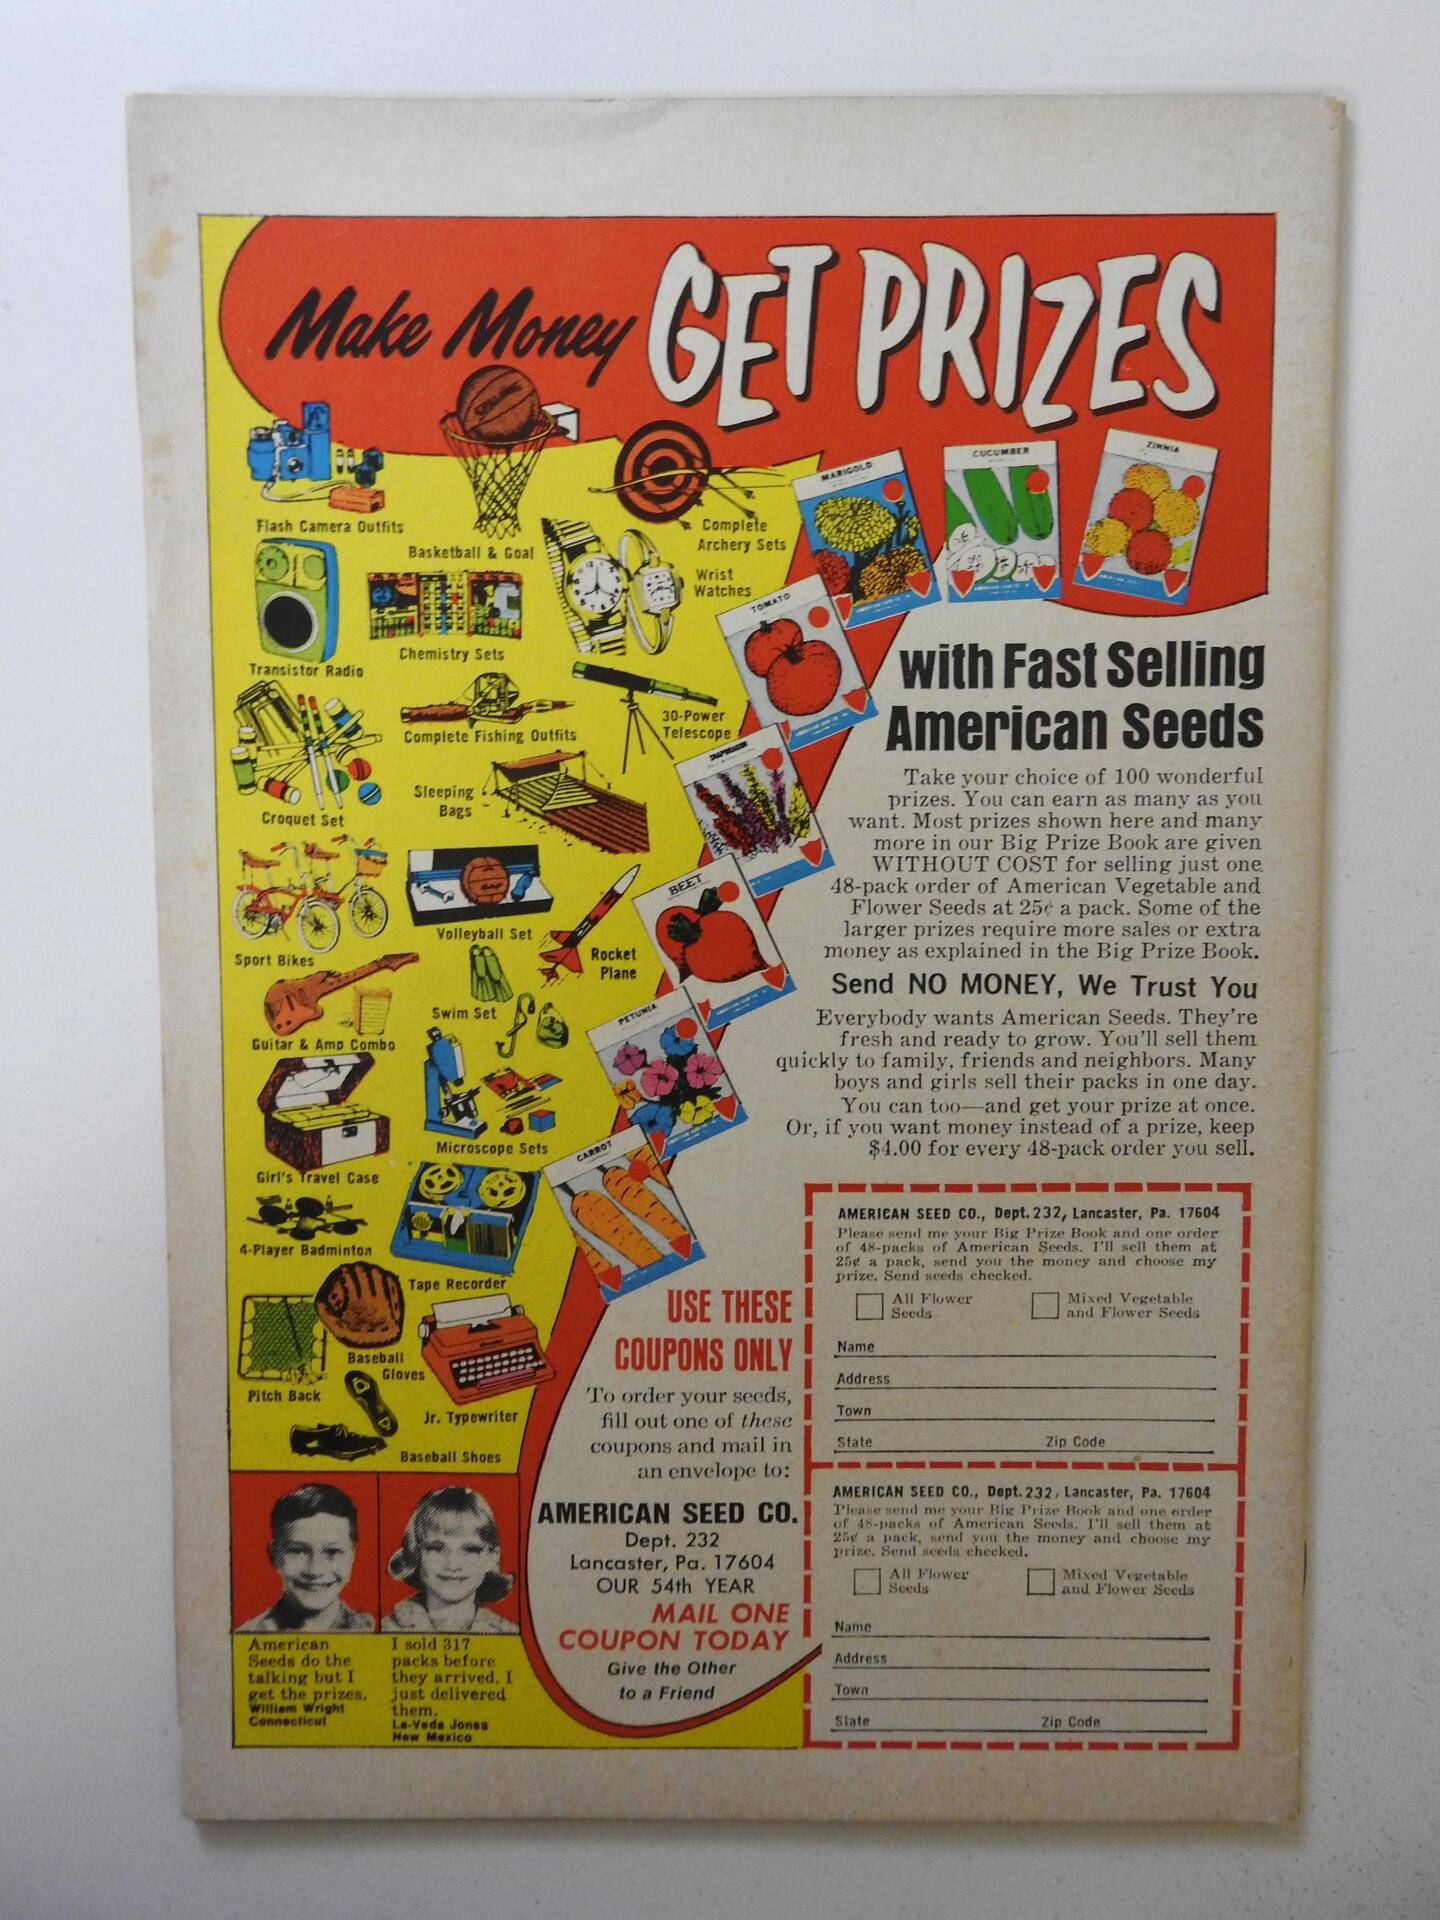 Make Money GET PRIZES
SPALDING
Flash Camera Outfits
Basketball & Goal
Complete
Archery Sets
Wrist
Watches
Transistor Radio
Chemistry Sets
Complete Fishing Outfits
30-Power
Telescope
Croquet Set
Sleeping
Bags
Sport Bikes
Volleyball Set
Rocket
Plane
Swim Set
Guitar & Amp Combo
Girl's Travel Case
Microscope Sets
4-Player Badminton
Tape Recorder
Pitch Back
Baseball
Gloves
Jr. Typewriter
Baseball Shoes
MARIGOLD
CUCUMBER
ZINNIA
TOMATO
SNAPDRAGON
BEET
PETUNIA
CARROT
with Fast Selling
American Seeds
Take your choice of 100 wonderful
prizes. You can earn as many as you
want. Most prizes shown here and many
more in our Big Prize Book are given
WITHOUT COST for selling just one
48-pack order of American Vegetable and
Flower Seeds at 25¢ a pack. Some of the
larger prizes require more sales or extra
money as explained in the Big Prize Book.
Send NO MONEY, We Trust You
Everybody wants American Seeds. They're
fresh and ready to grow. You'll sell them
quickly to family, friends and neighbors. Many
boys and girls sell their packs in one day.
You can too—and get your prize at once.
Or, if you want money instead of a prize, keep
$4.00 for every 48-pack order you sell.
USE THESE
COUPONS ONLY
To order your seeds,
fill out one of these
coupons and mail in
an envelope to:
AMERICAN SEED CO.
Dept. 232
Lancaster, Pa. 17604
OUR 54th YEAR
MAIL ONE
COUPON TODAY
Give the Other
to a Friend
AMERICAN SEED CO., Dept. 232, Lancaster, Pa. 17604
Please send me your Big Prize Book and one order
of 48-packs of American Seeds. I'll sell them at
25¢ a pack, send you the money and choose my
prize. Send seeds checked.
All Flower
Seeds
Mixed Vegetable
and Flower Seeds
Name
Address
Town
State Zip Code
AMERICAN SEED CO., Dept. 232, Lancaster, Pa. 17604
Please send me your Big Prize Book and one order
of 48-packs of American Seeds. I'll sell them at
25¢ a pack, send you the money and choose my
prize. Send seeds checked.
All Flower
Seeds
Mixed Vegetable
and Flower Seeds
Name
Address
Town
State Zip Code
American
Seeds do the
talking but I
get the prizes.
William Wright
Connecticut
I sold 317
packs before
they arrived. I
just delivered
them.
La-Veda Jones
New Mexico